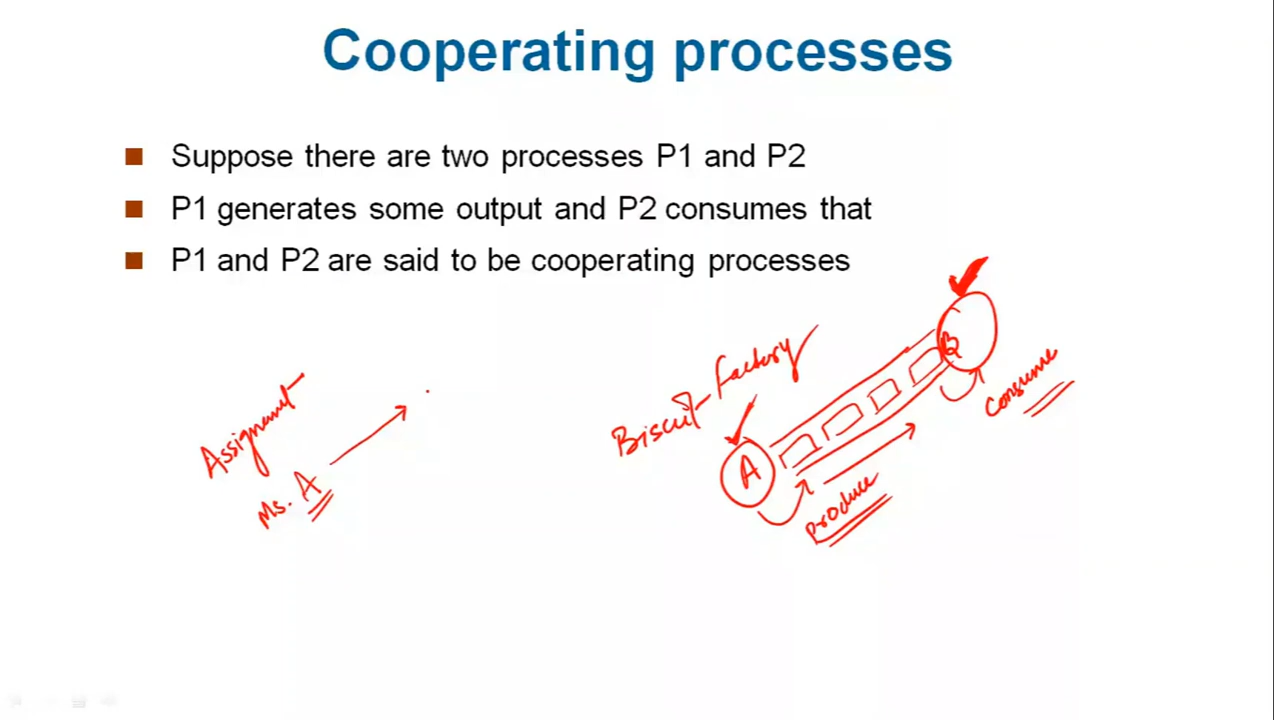 Cooperating processes
Suppose there are two processes P1 and P2
P1 generates some output and P2 consumes that
P1 and P2 are said to be cooperating processes
Assignment
Ms. A
Biscuit Factory
A
B
Produce
Consume